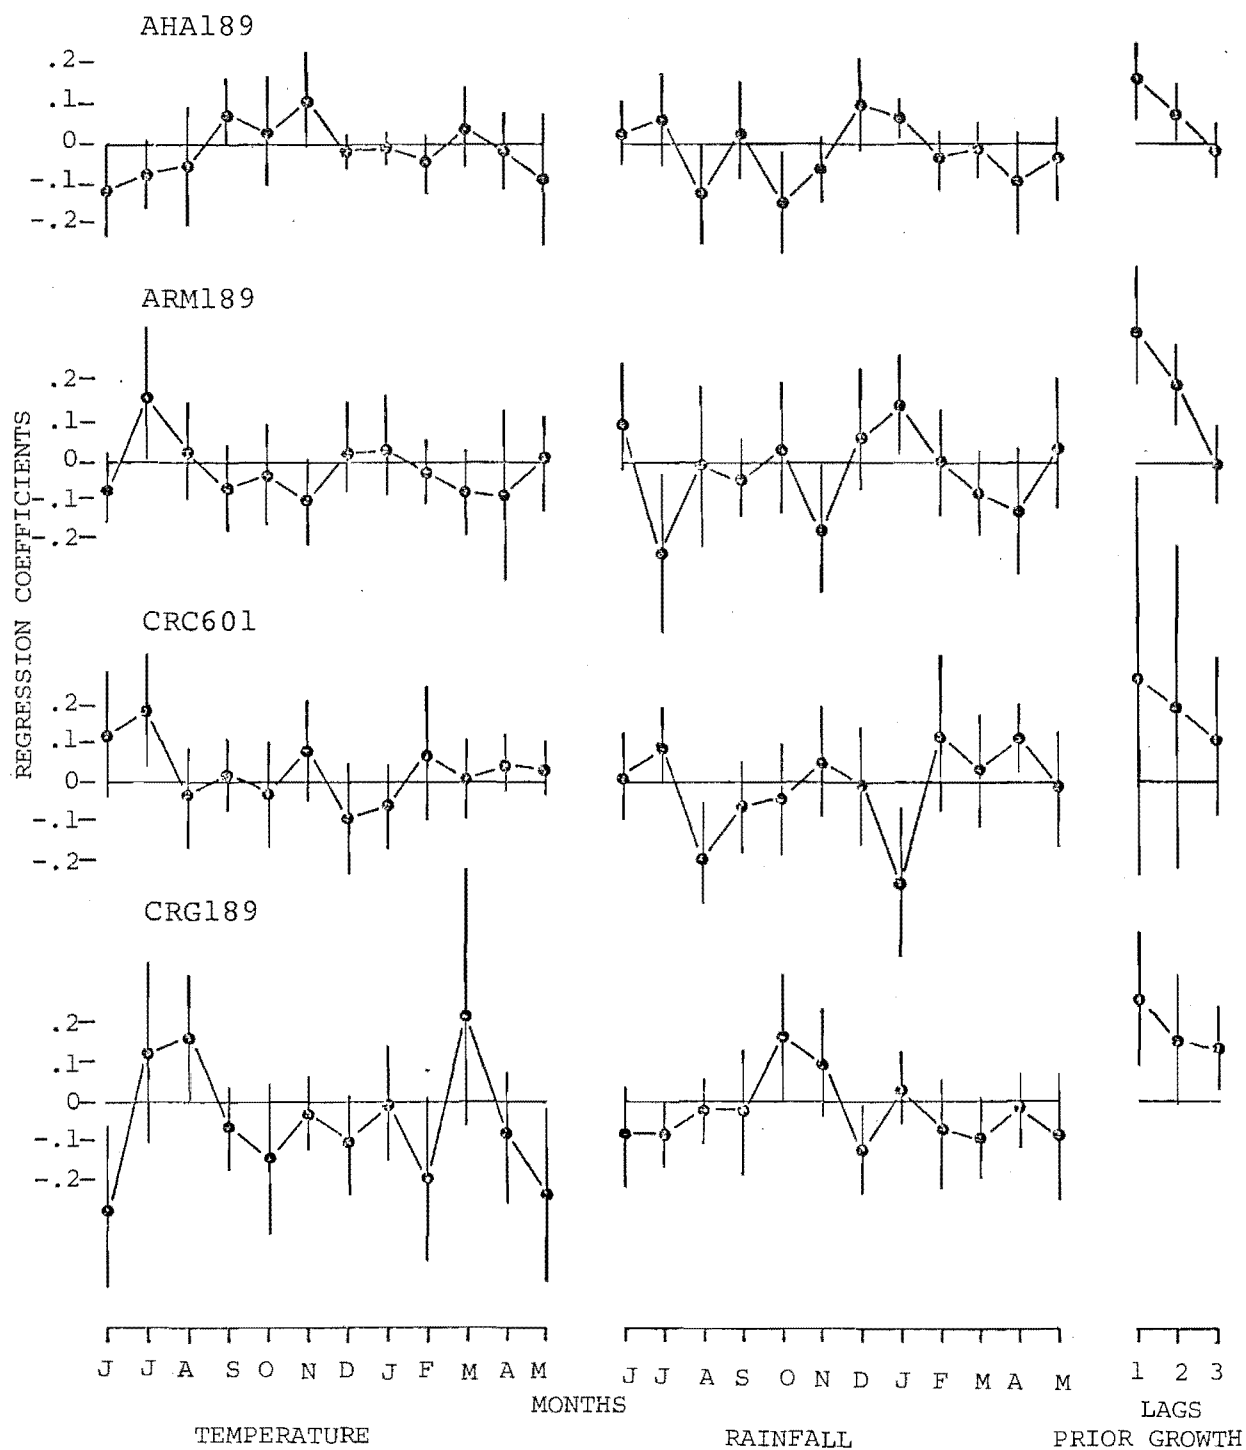 AHA189
.2
.1
0
-.1
-.2
ARM189
.2
.1
0
-.1
-.2
REGRESSION COEFFICIENTS
CRC601
.2
.1
0
-.1
-.2
CRG189
.2
.1
0
-.1
-.2
J J A S O N D J F M A M
J J A S O N D J F M A M
1 2 3
MONTHS
LAGS
TEMPERATURE
RAINFALL
PRIOR GROWTH